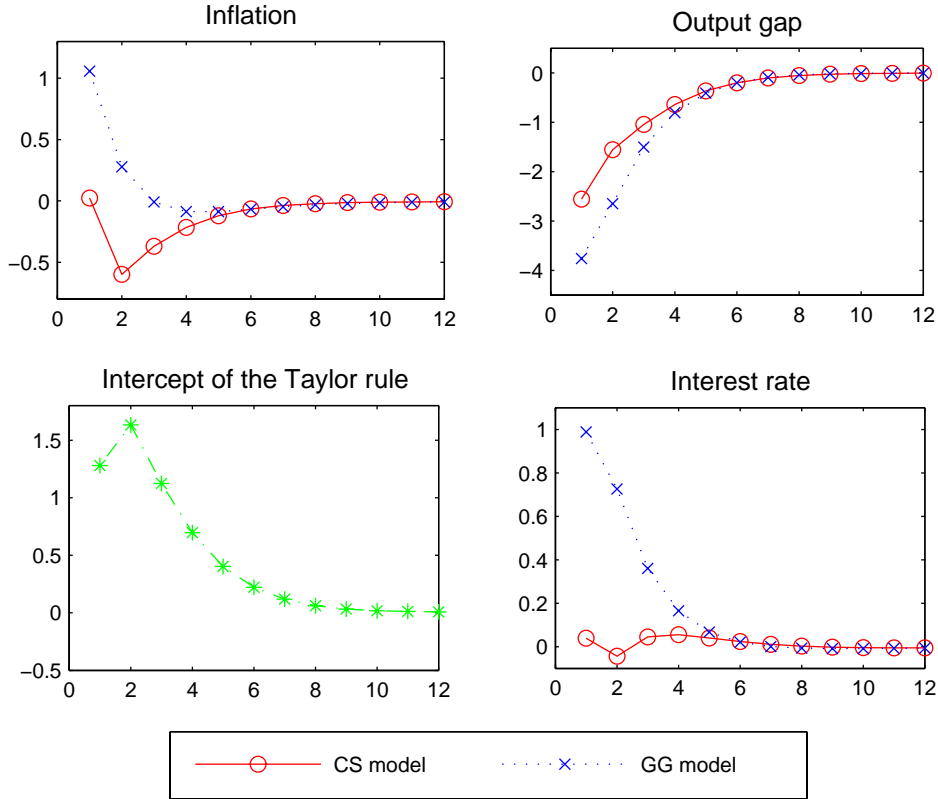 Inflation
1
0.5
0
−0.5
0 2 4 6 8 10 12
Output gap
0
−1
−2
−3
−4
0 2 4 6 8 10 12
Intercept of the Taylor rule
1.5
1
0.5
0
−0.5
0 2 4 6 8 10 12
Interest rate
1
0.8
0.6
0.4
0.2
0
0 2 4 6 8 10 12
CS model GG model